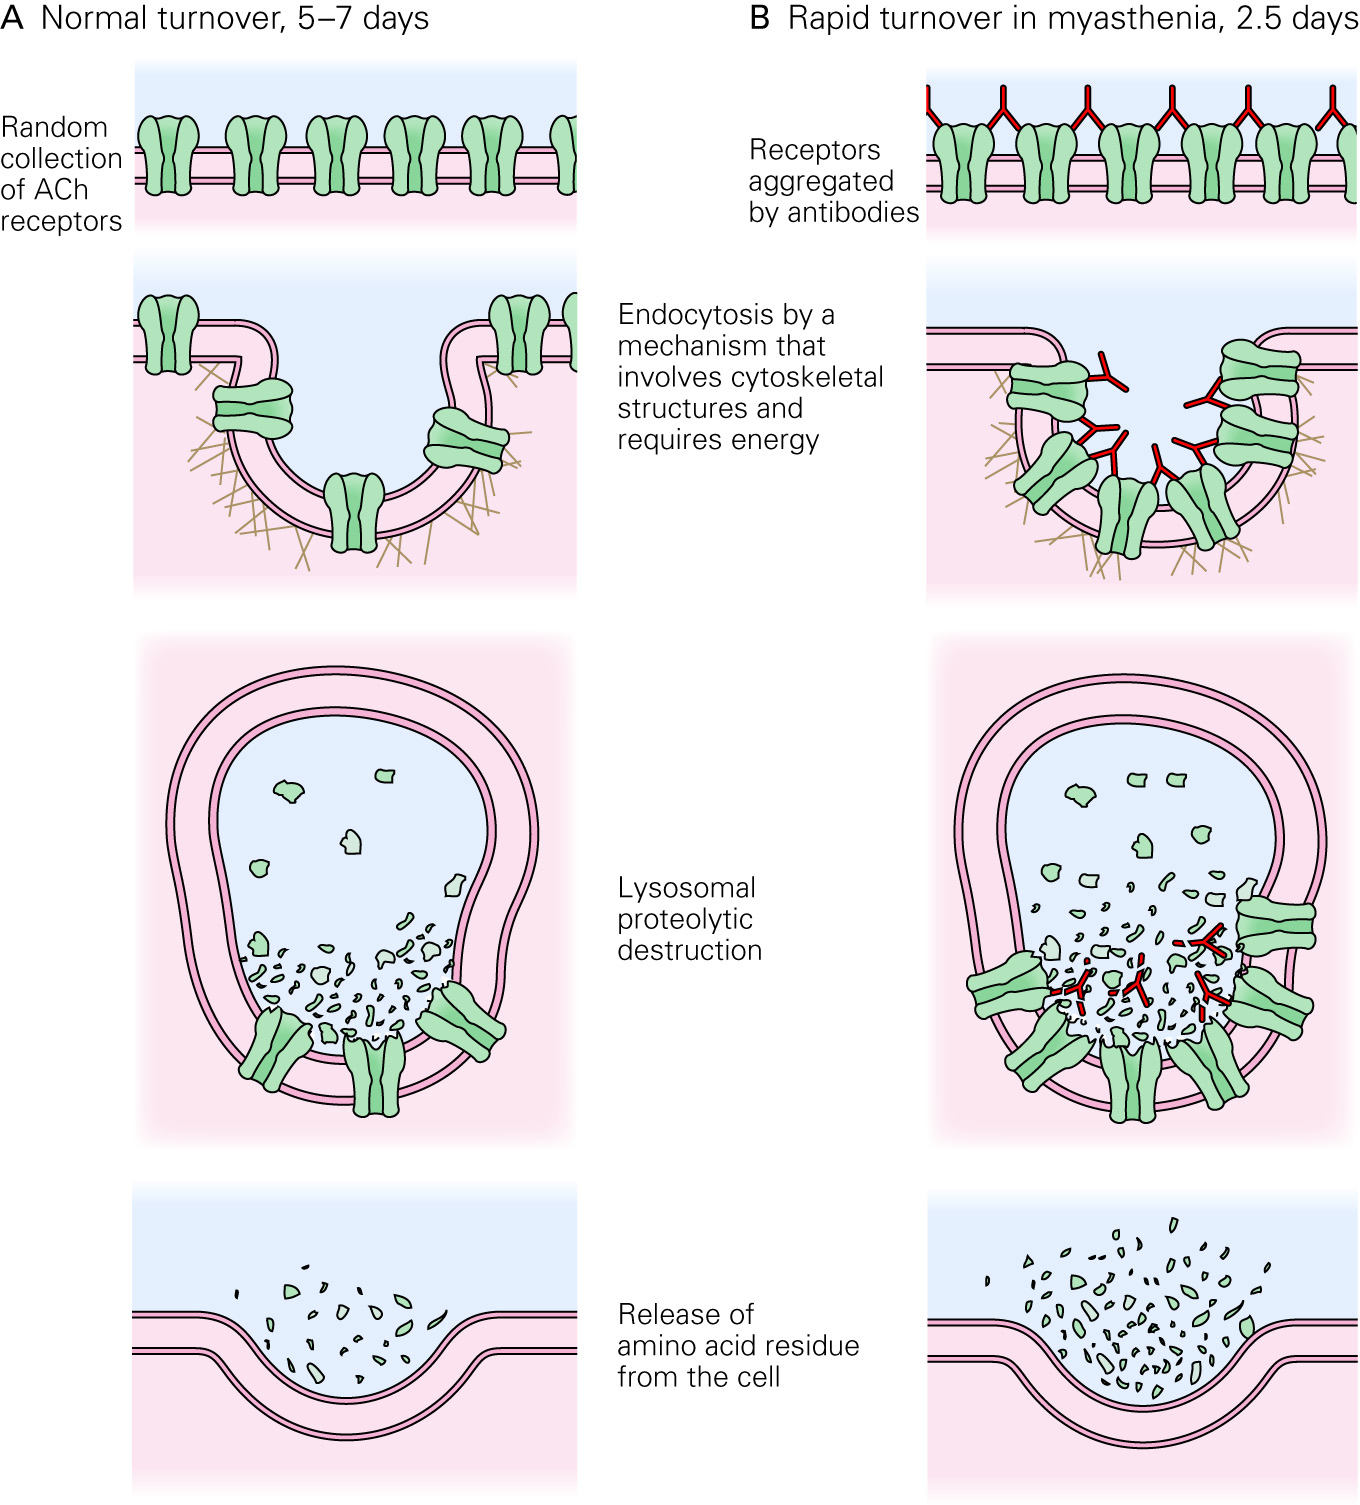 A Normal turnover, 5–7 days
B Rapid turnover in myasthenia, 2.5 days
Random
collection
of ACh
receptors
Receptors
aggregated
by antibodies
Endocytosis by a
mechanism that
involves cytoskeletal
structures and
requires energy
Lysosomal
proteolytic
destruction
Release of
amino acid residue
from the cell